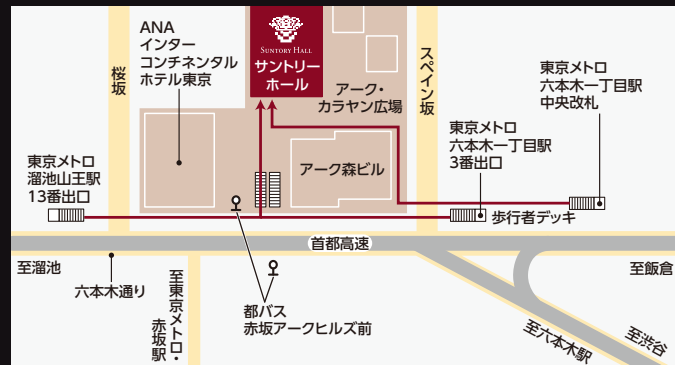 ANA
インター
コンチネンタル
ホテル東京
桜坂
SUNTORY HALL
サントリー
ホール
アーク・
カラヤン広場
スペイン坂
東京メトロ
六本木一丁目駅
中央改札
東京メトロ
六本木一丁目駅
3番出口
アーク森ビル
東京メトロ
溜池山王駅
13番出口
歩行者デッキ
首都高速
至溜池
六本木通り
至東京メトロ・
赤坂駅
都バス
赤坂アークヒルズ前
至飯倉
至六本木駅
至渋谷